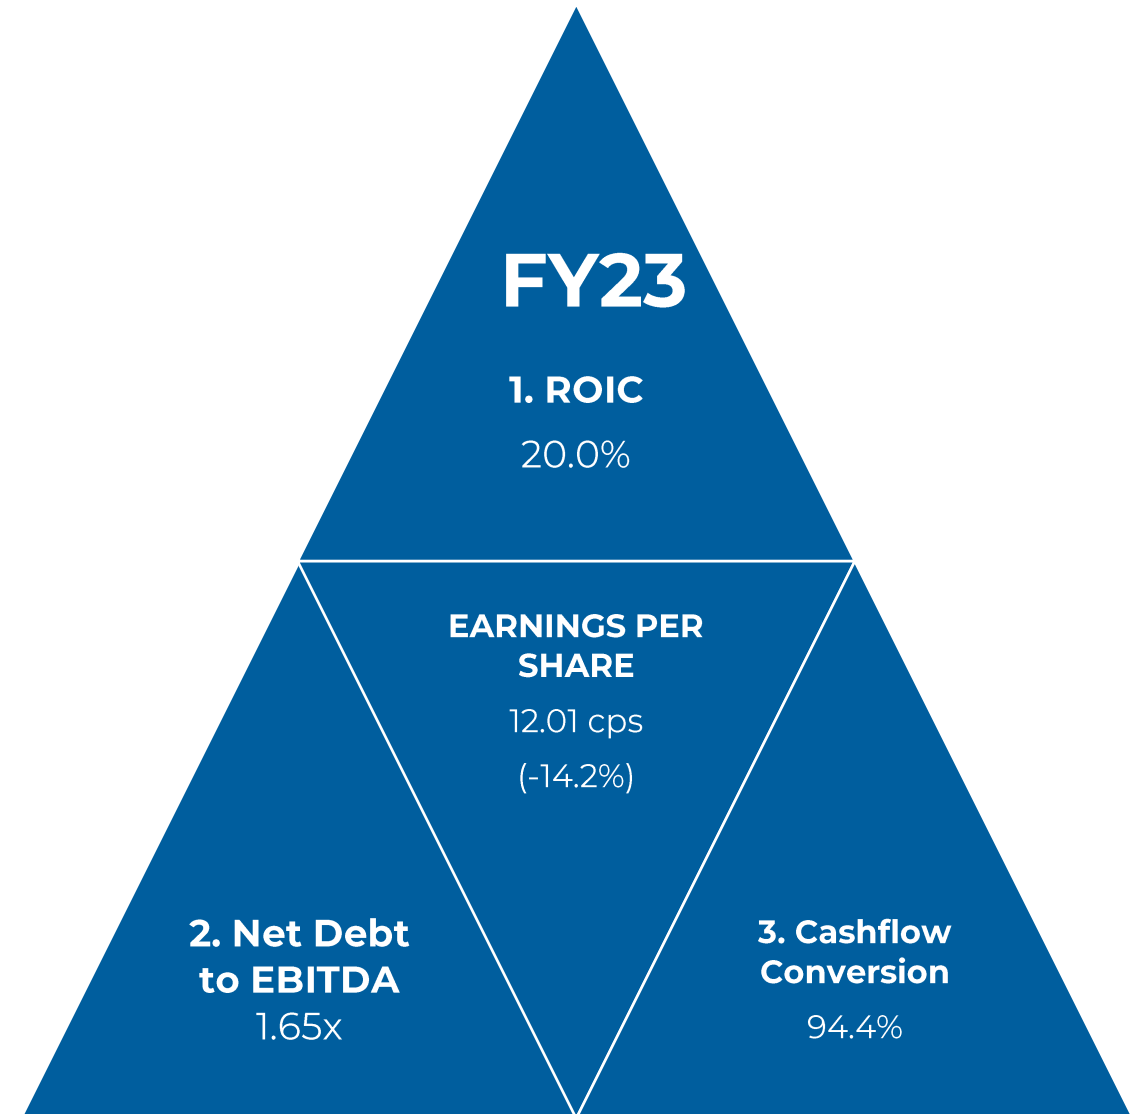 FY23
1. ROIC
20.0%
EARNINGS PER
SHARE
12.01 cps
(-14.2%)
2. Net Debt
to EBITDA
1.65x
3. Cashflow
Conversion
94.4%